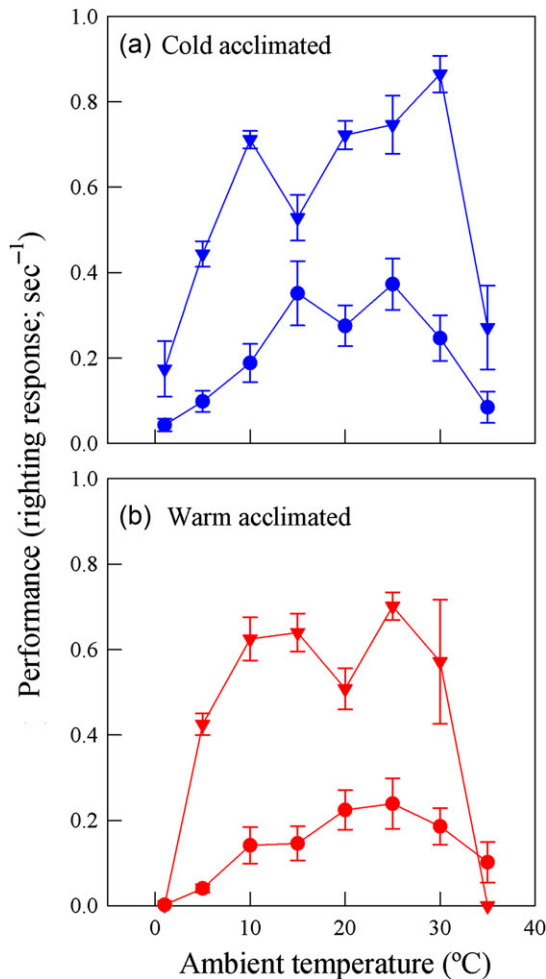 (a) Cold acclimated
1.0
0.8
0.6
0.4
0.2
0.0
(b) Warm acclimated
1.0
0.8
0.6
0.4
0.2
0.0
0 10 20 30 40
Ambient temperature (ºC)
Performance (righting response; sec⁻¹)